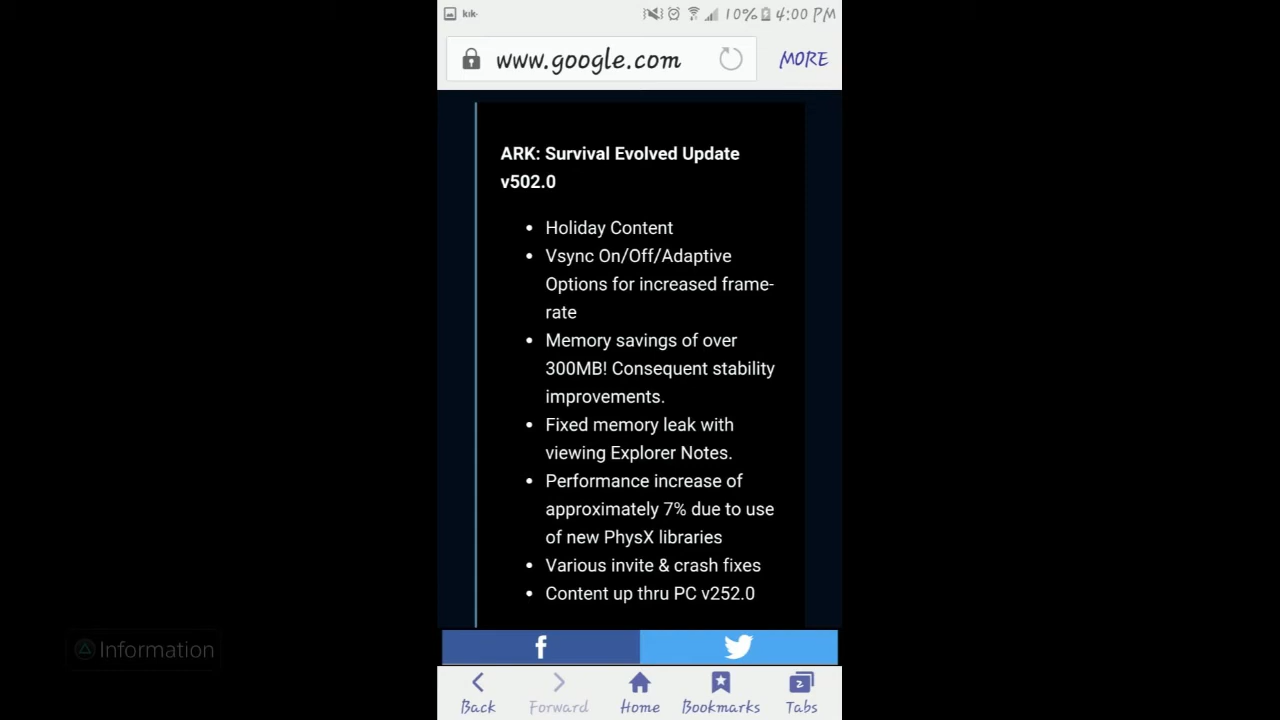 kik- 10% 4:00 PM
www.google.com MORE
ARK: Survival Evolved Update
v502.0
• Holiday Content
• Vsync On/Off/Adaptive
Options for increased frame-
rate
• Memory savings of over
300MB! Consequent stability
improvements.
• Fixed memory leak with
viewing Explorer Notes.
• Performance increase of
approximately 7% due to use
of new PhysX libraries
• Various invite & crash fixes
• Content up thru PC v252.0
Information
f
Back Forward Home Bookmarks 2 Tabs